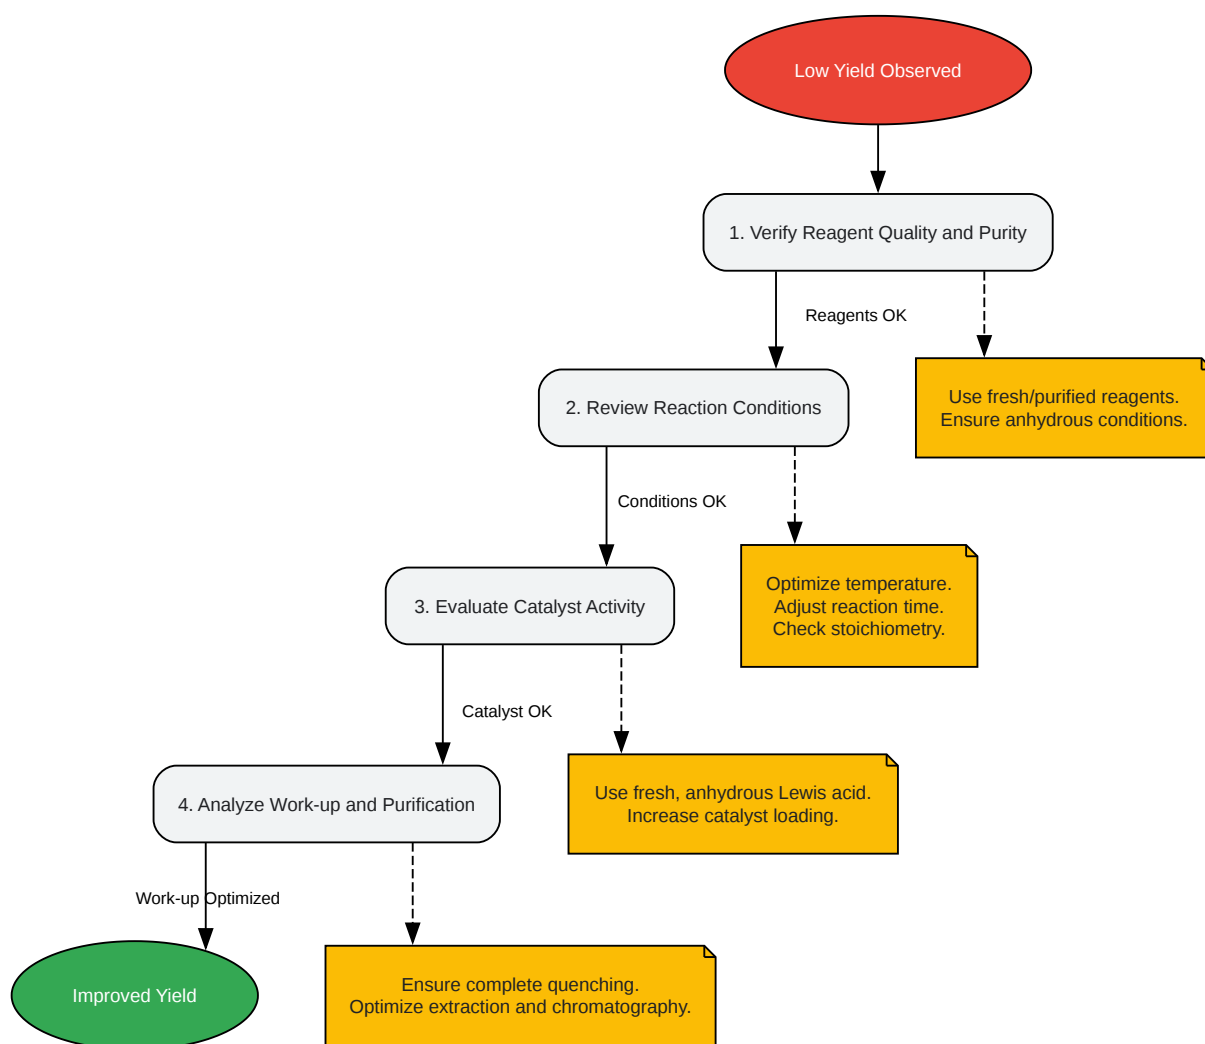 Low Yield Observed
1. Verify Reagent Quality and Purity
Reagents OK
Use fresh/purified reagents.
Ensure anhydrous conditions.
2. Review Reaction Conditions
Conditions OK
Optimize temperature.
Adjust reaction time.
Check stoichiometry.
3. Evaluate Catalyst Activity
Catalyst OK
Use fresh, anhydrous Lewis acid.
Increase catalyst loading.
4. Analyze Work-up and Purification
Work-up Optimized
Improved Yield
Ensure complete quenching.
Optimize extraction and chromatography.